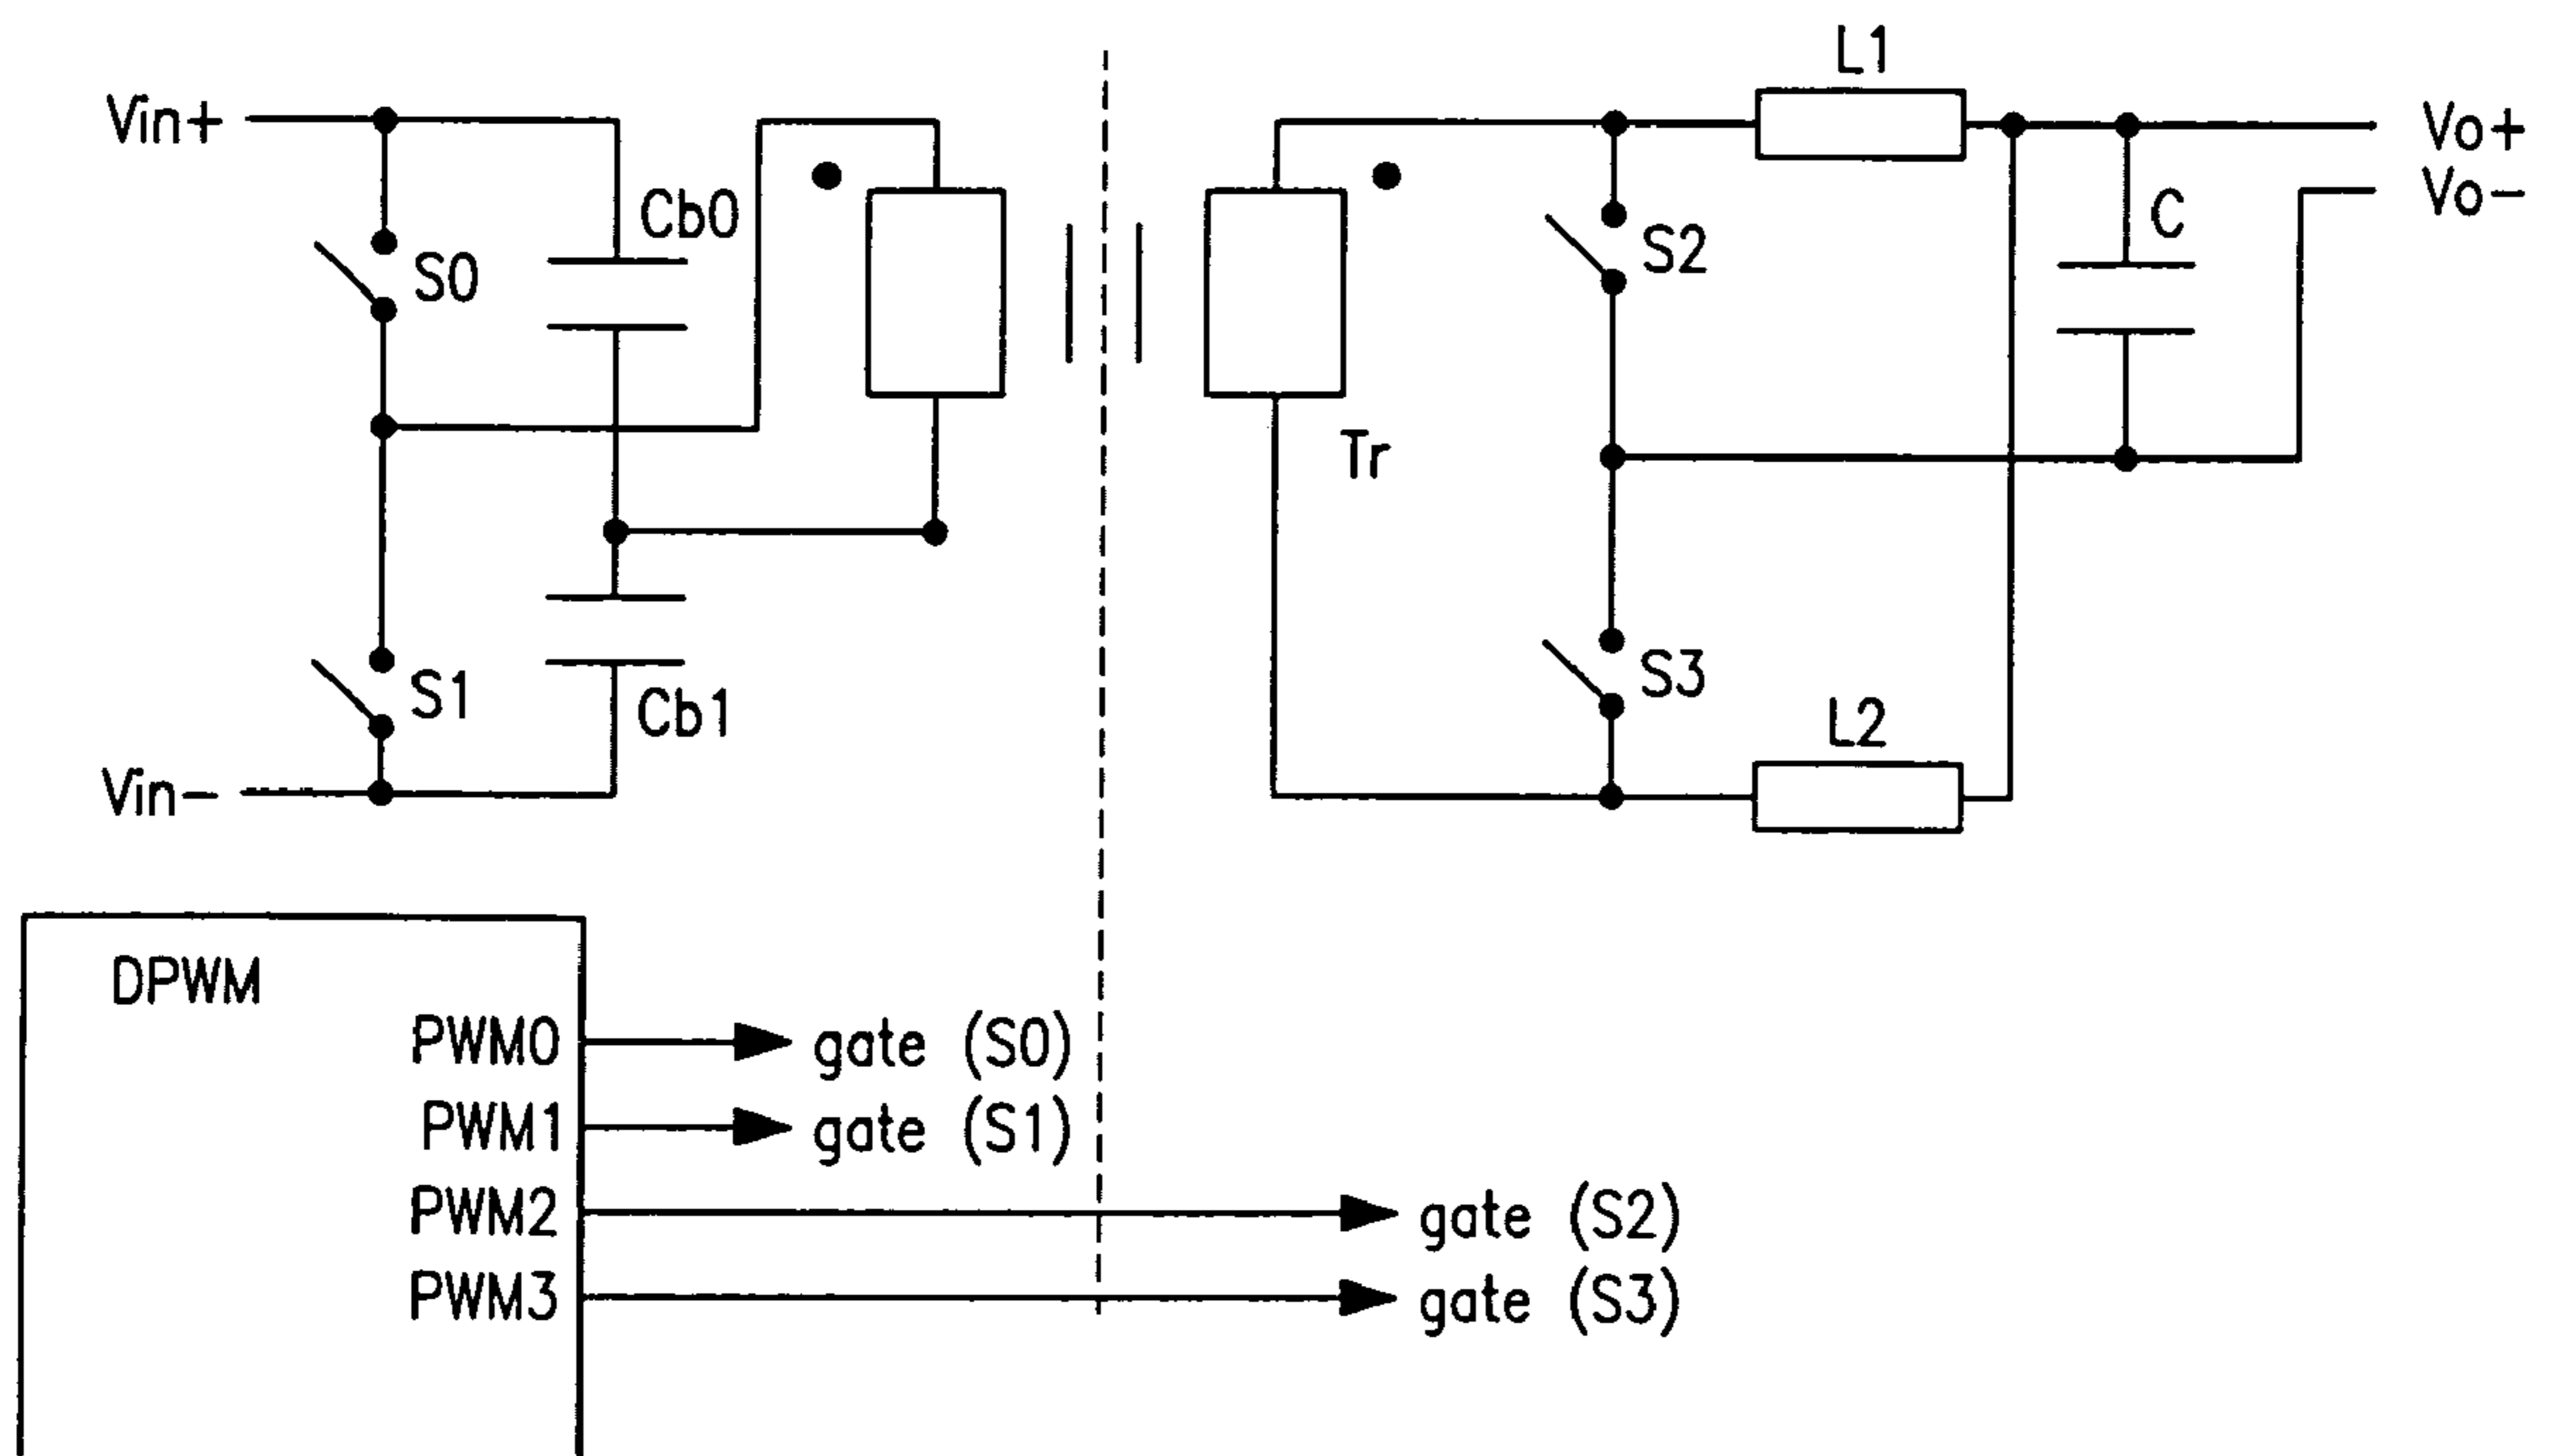 L1
Vin+
Vo+
Vo-
Cb0
C
S2
S0
Tr
S3
S1
Cb1
L2
Vin-
DPWM
PWM0 gate (S0)
PWM1 gate (S1)
PWM2 gate (S2)
PWM3 gate (S3)